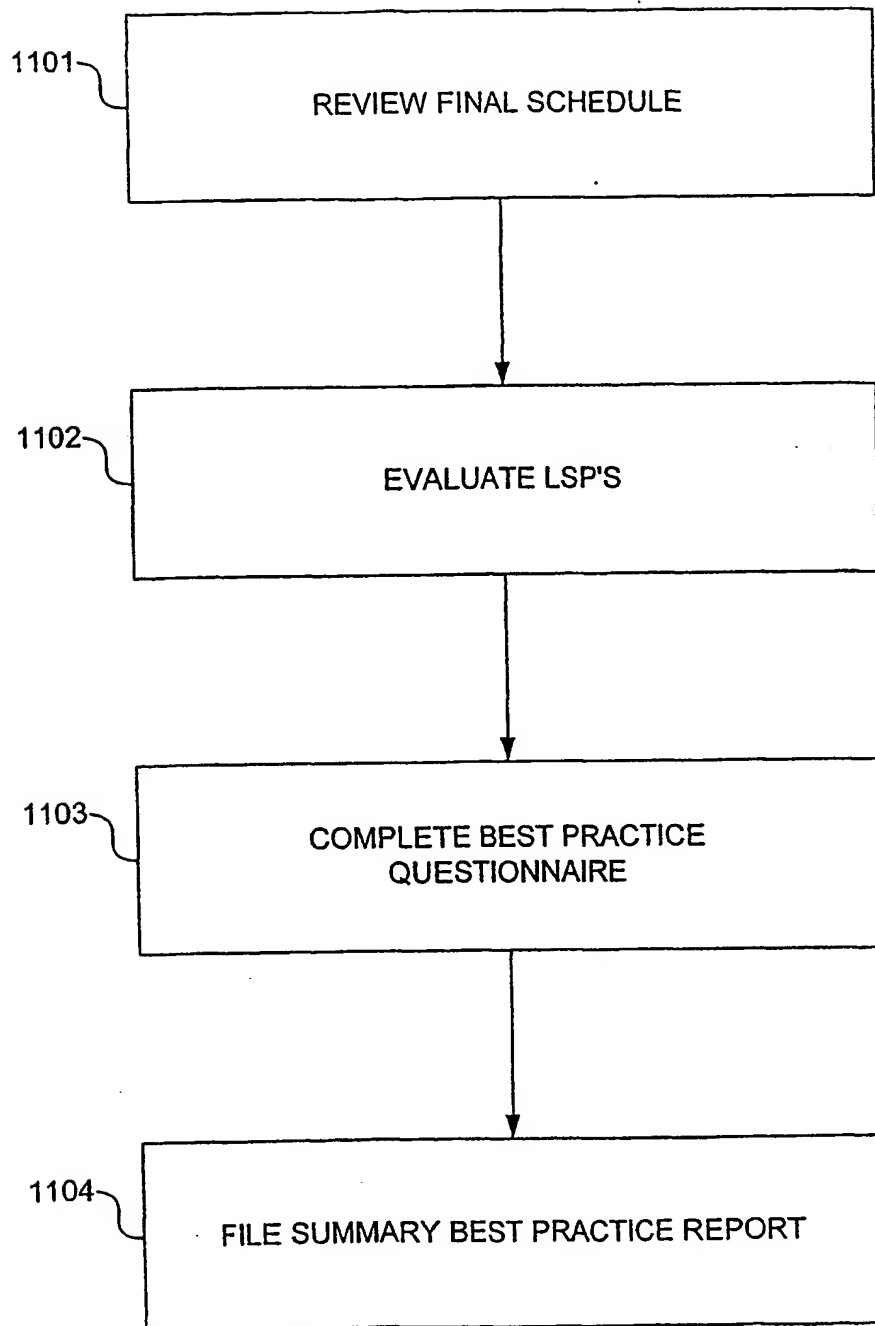 1101
REVIEW FINAL SCHEDULE
1102
EVALUATE LSP'S
1103
COMPLETE BEST PRACTICE
QUESTIONNAIRE
1104
FILE SUMMARY BEST PRACTICE REPORT